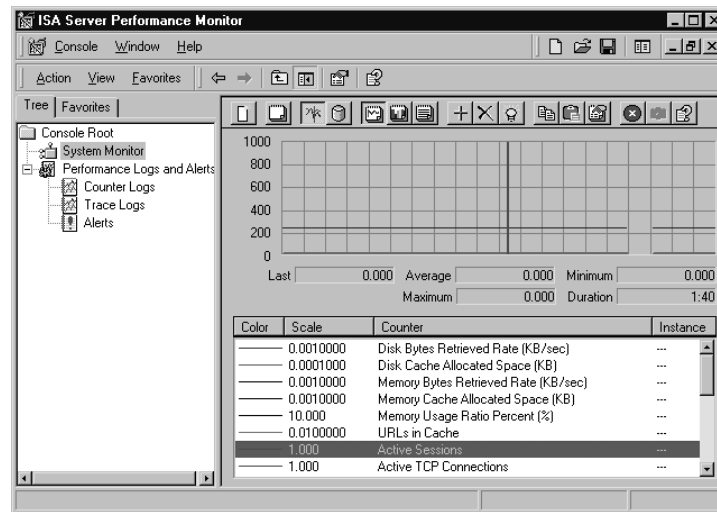 ISA Server Performance Monitor
Console Window Help
Action View Favorites
Tree Favorites
Console Root
System Monitor
Performance Logs and Alerts
Counter Logs
Trace Logs
Alerts
1000
800
600
400
200
0
Last 0.000 Average 0.000 Minimum 0.000
Maximum 0.000 Duration 1:40
Color Scale Counter Instance
0.0010000 Disk Bytes Retrieved Rate (KB/sec) ---
0.0001000 Disk Cache Allocated Space (KB) ---
0.0010000 Memory Bytes Retrieved Rate (KB/sec) ---
0.0010000 Memory Cache Allocated Space (KB) ---
10.000 Memory Usage Ratio Percent (%) ---
0.0100000 URLs in Cache ---
1.000 Active Sessions ---
1.000 Active TCP Connections ---